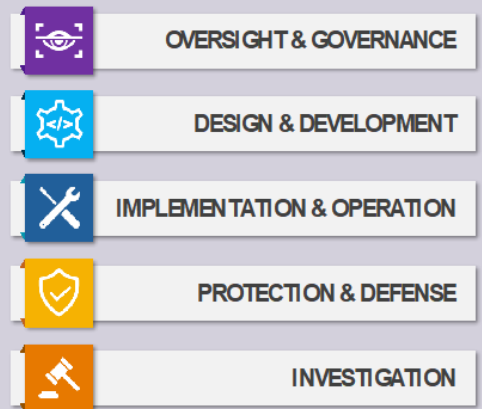 OVERSIGHT & GOVERNANCE
</>
DESIGN & DEVELOPMENT
IMPLEMENTATION & OPERATION
PROTECTION & DEFENSE
INVESTIGATION